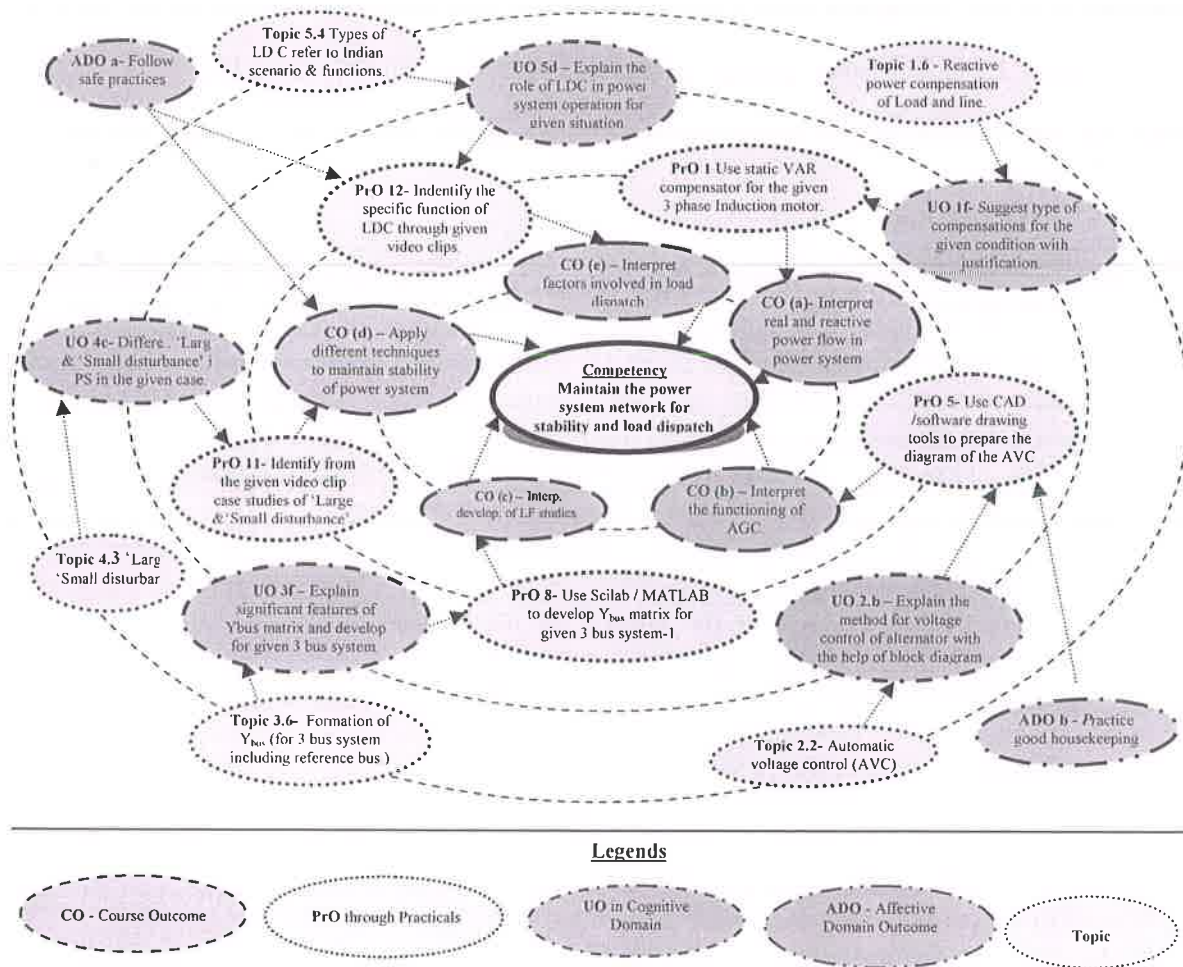 Topic 5.4 Types of
LD C refer to Indian
scenario & functions.
ADO a- Follow
safe practices
UO 5d - Explain the
role of LDC in power
system operation for
given situation
Topic 1.6 - Reactive
power compensation
of Load and line.
PrO 12- Indentify the
specific function of
LDC through given
video clips.
PrO 1 Use static VAR
compensator for the given
3 phase Induction motor.
UO 1f- Suggest type of
compensations for the
given condition with
justification.
CO (e) – Interpret
factors involved in load
dispatch
CO (a)- Interpret
real and reactive
power flow in
power system
UO 4c- Differe.. 'Larg
& 'Small disturbance' i
PS in the given case.
CO (d) – Apply
different techniques
to maintain stability
of power system
Competency
Maintain the power
system network for
stability and load dispatch
PrO 5- Use CAD
/software drawing
tools to prepare the
diagram of the AVC
PrO 11- Identify from
the given video clip
case studies of 'Large
&'Small disturbance'
CO (c) – Interp.
develop. of LF studies
CO (b) – Interpret
the functioning of
AGC.
Topic 4.3 'Larg
'Small disturbar
UO 3f – Explain
significant features of
Ybus matrix and develop
for given 3 bus system
PrO 8- Use Scilab / MATLAB
to develop Ybus matrix for
given 3 bus system-1
UO 2.b – Explain the
method for voltage
control of alternator with
the help of block diagram
Topic 3.6– Formation of
Ybus (for 3 bus system
including reference bus )
Topic 2.2- Automatic
voltage control (AVC)
ADO b - Practice
good housekeeping
Legends
CO - Course Outcome
PrO through Practicals
UO in Cognitive
Domain
ADO - Affective
Domain Outcome
Topic